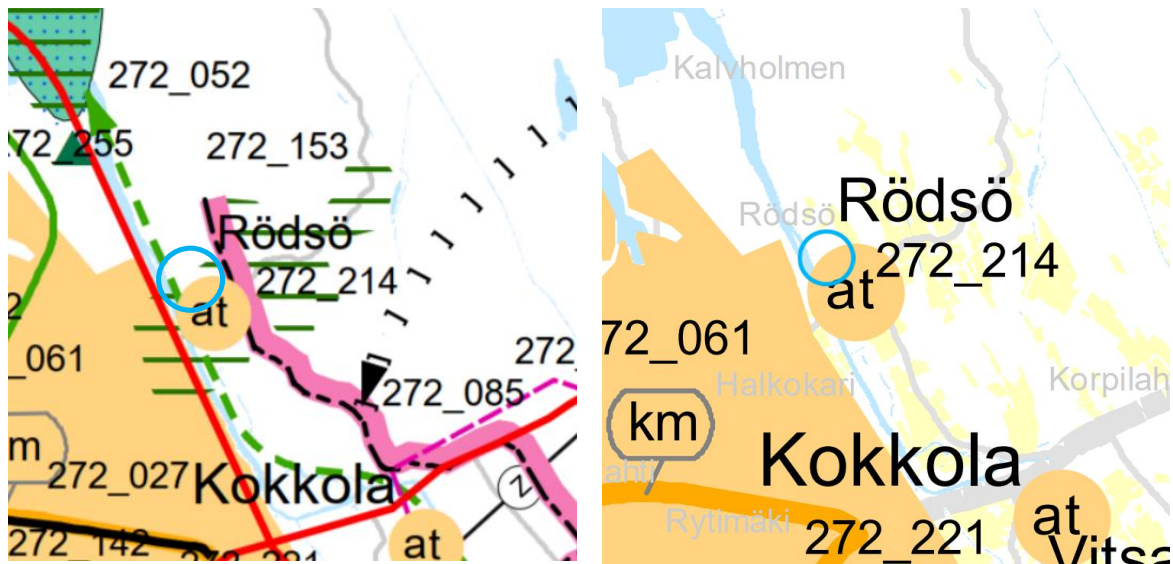 272_052
72_255
272_153
Rödsö
272_214
at
2
_061
272_
272_085
m
272_027
Kokkola
Z
272_142
at
Kalvholmen
Rödsö
Rödsö
272_214
at
72_061
Halkokari
Korpilah
km
Kokkola
ahti
Rytimäki
272_221
at
Vitsa